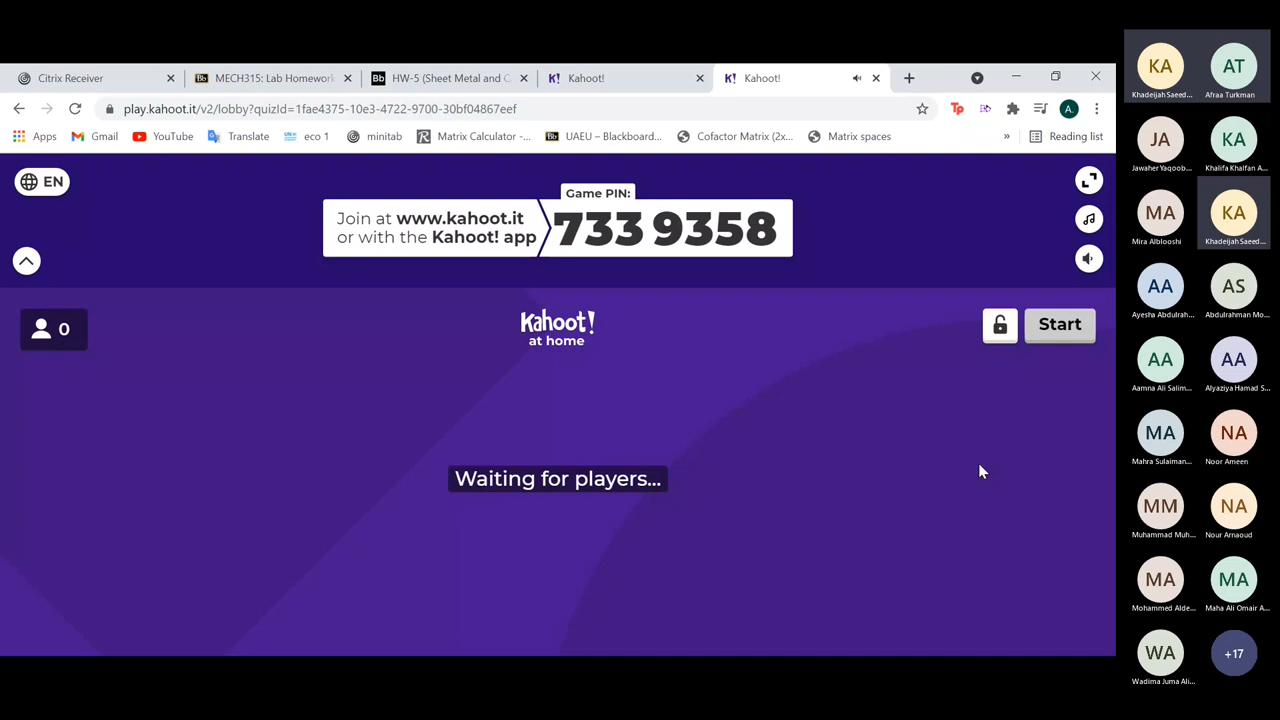 Citrix Receiver
MECH315: Lab Homework
HW-5 (Sheet Metal and C
Kahoot!
Kahoot!
play.kahoot.it/v2/lobby?quizId=1fae4375-10e3-4722-9700-30bf04867eef
Tp
A.
Apps
Gmail
YouTube
Translate
eco 1
minitab
Matrix Calculator -...
UAEU – Blackboard...
Cofactor Matrix (2x...
Matrix spaces
»
Reading list
EN
Join at www.kahoot.it
or with the Kahoot! app
Game PIN:
733 9358
0
Kahoot!
at home
Start
Waiting for players...
KA
Khadeijah Saeed...
AT
Afraa Turkman
JA
Jawaher Yaqoob...
KA
Khalifa Khalfan A...
MA
Mira Alblooshi
KA
Khadeijah Saeed...
AA
Ayesha Abdulrah...
AS
Abdulrahman Mo...
AA
Aamna Ali Salim...
AA
Alyaziya Hamad S...
MA
Mahra Sulaiman...
NA
Noor Ameen
MM
Muhammad Muh...
NA
Nour Arnaoud
MA
Mohammed Alde...
MA
Maha Ali Omair A...
WA
Wadima Juma Ali...
+17